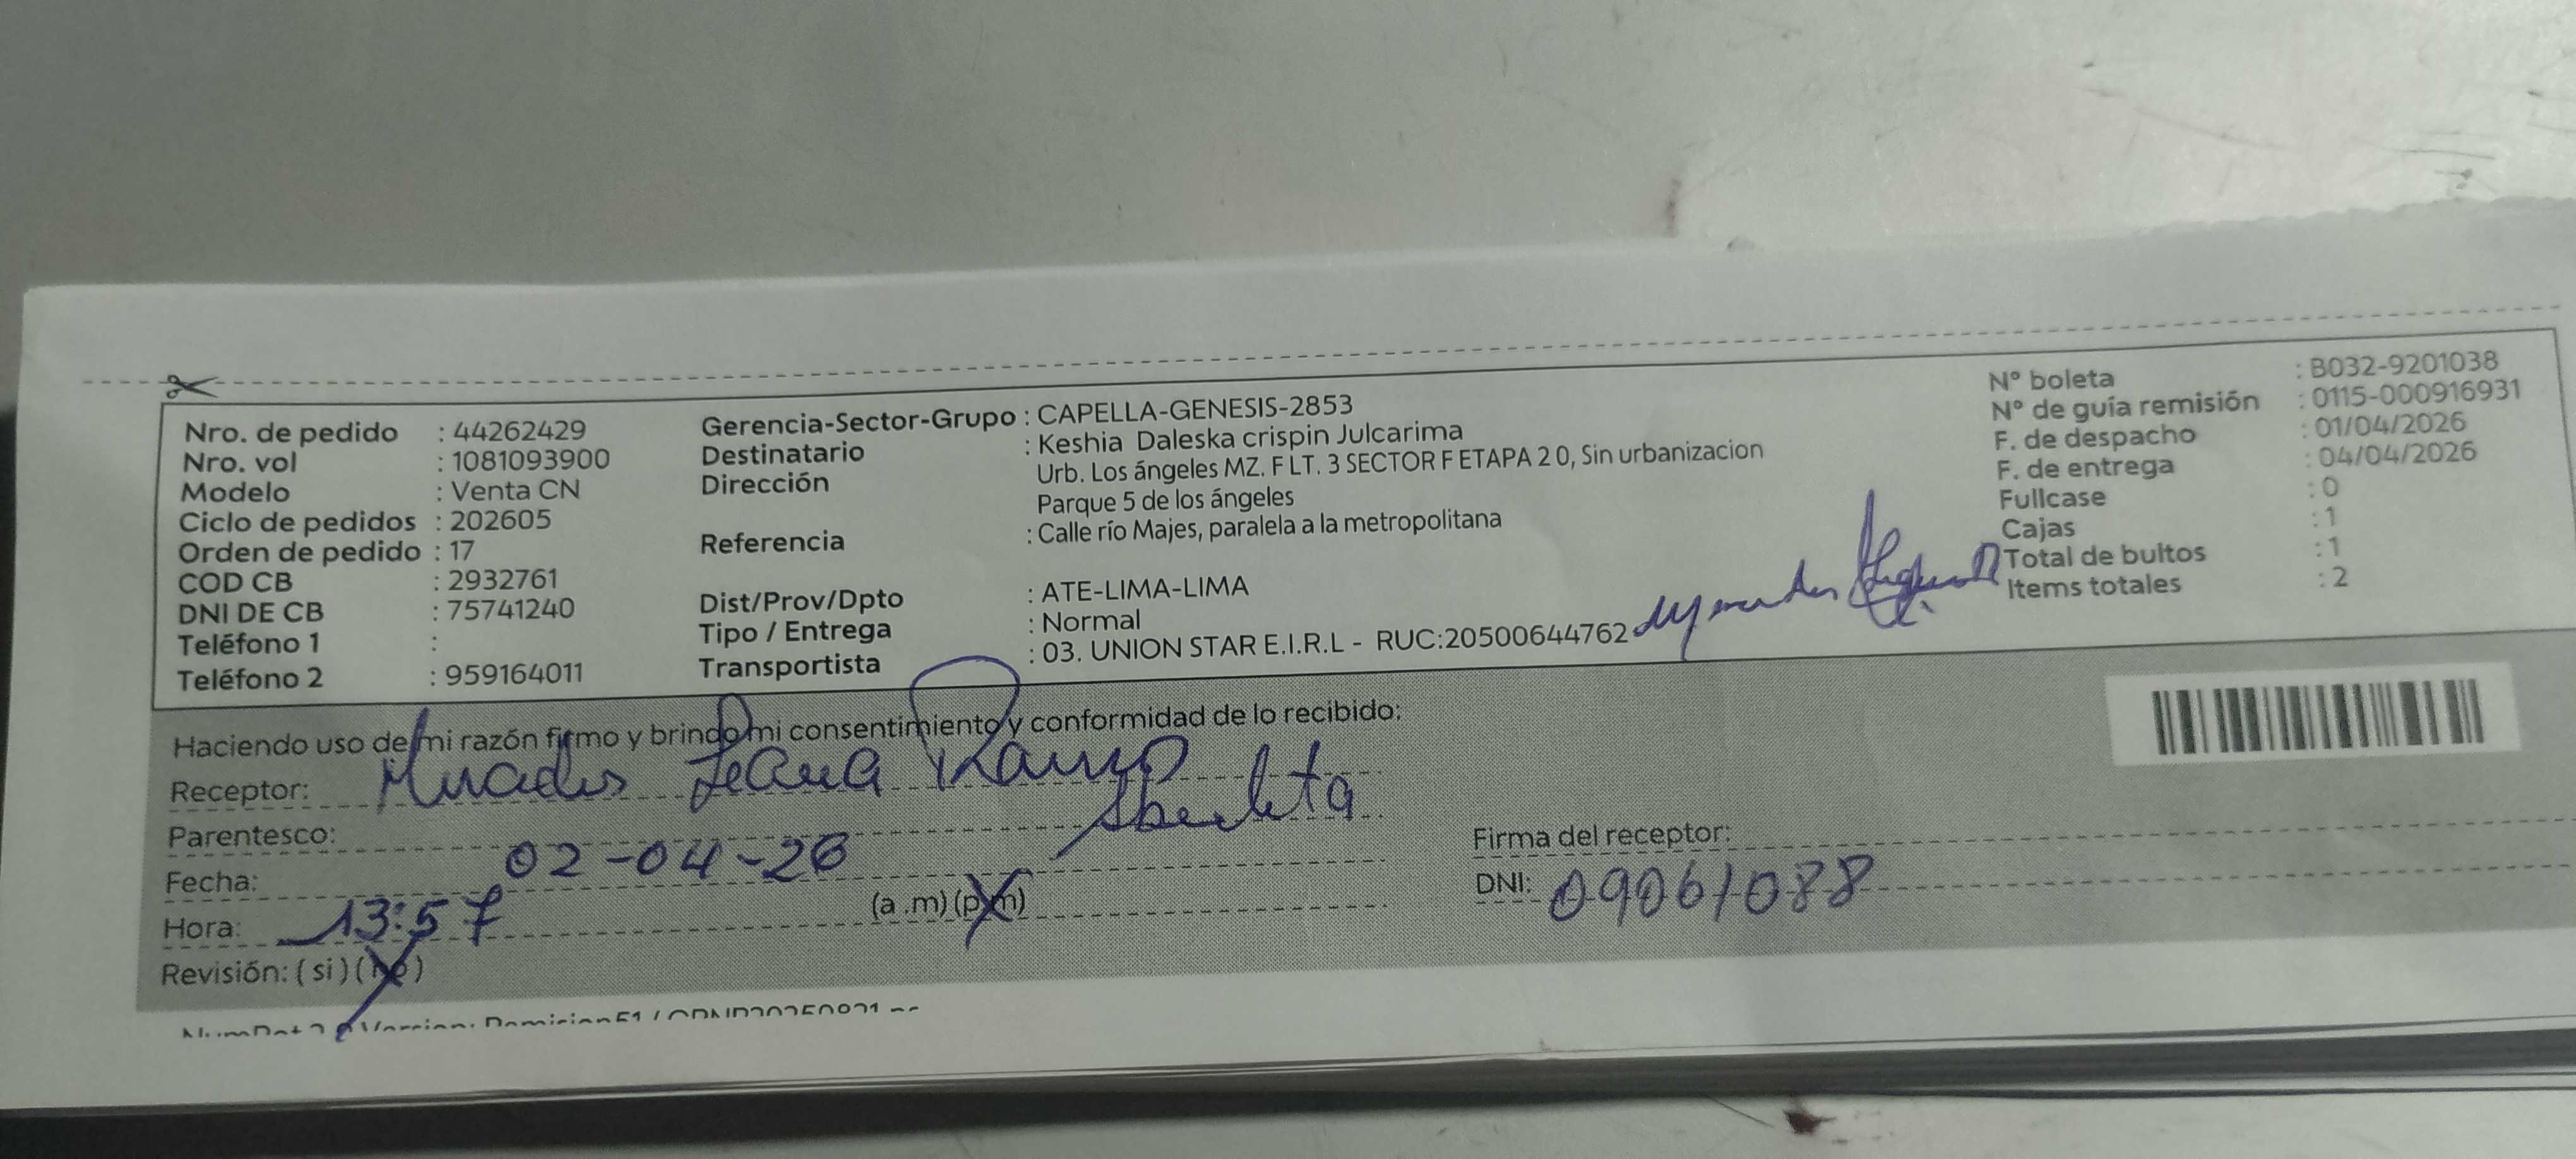 Nro. de pedido : 44262429
Nro. vol : 1081093900
Modelo : Venta CN
Ciclo de pedidos : 202605
Orden de pedido : 17
COD CB : 2932761
DNI DE CB : 75741240
Teléfono 1 :
Teléfono 2 : 959164011
Gerencia-Sector-Grupo : CAPELLA-GENESIS-2853
Destinatario : Keshia Daleska crispin Julcarima
Dirección Urb. Los ángeles MZ. F LT. 3 SECTOR F ETAPA 2 0, Sin urbanizacion
Parque 5 de los ángeles
Referencia : Calle río Majes, paralela a la metropolitana
Dist/Prov/Dpto : ATE-LIMA-LIMA
Tipo / Entrega : Normal
Transportista : 03. UNION STAR E.I.R.L - RUC:20500644762
N° boleta : B032-9201038
N° de guía remisión : 0115-000916931
F. de despacho : 01/04/2026
F. de entrega : 04/04/2026
Fullcase : 0
Cajas : 1
Total de bultos : 1
Items totales : 2
Haciendo uso de mi razón firmo y brindo mi consentimiento y conformidad de lo recibido:
Receptor:
Parentesco: Abuelita
Fecha: 02-04-26
Hora: 13:57 (a .m) (p.m)
Revisión: ( si ) ( no )
Firma del receptor:
DNI: 09061088